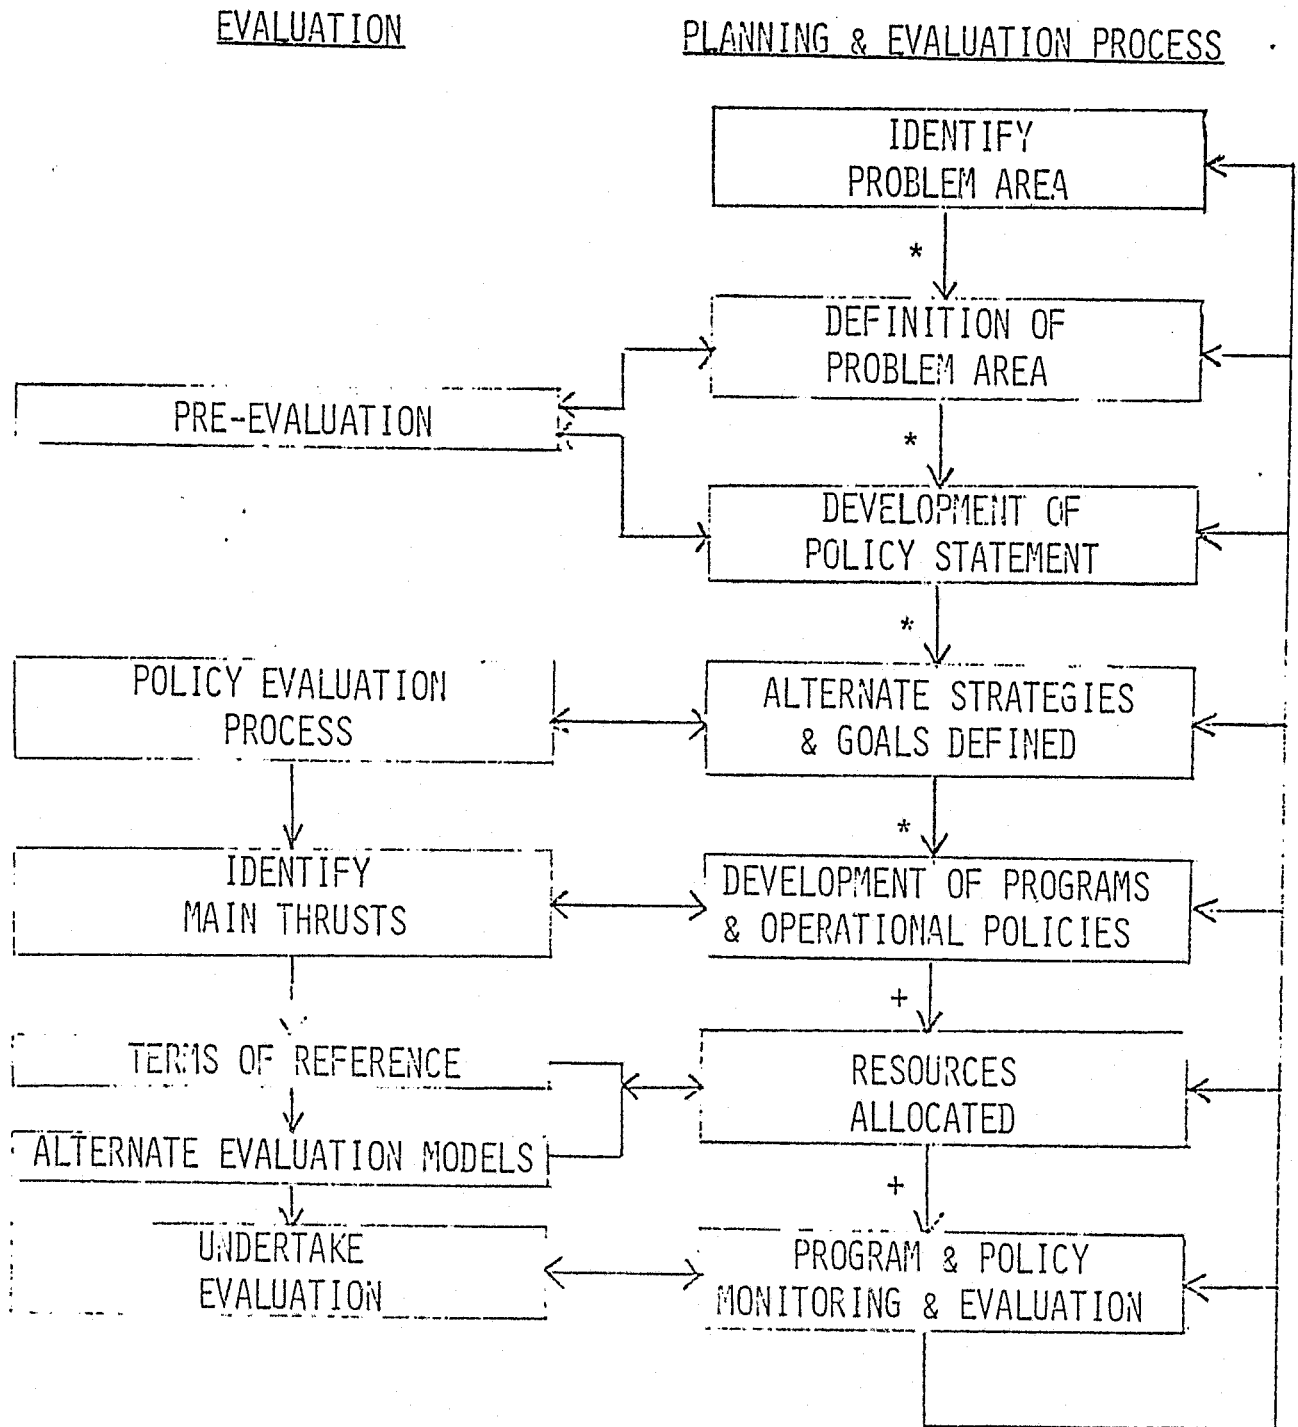 EVALUATION
PLANNING & EVALUATION PROCESS
IDENTIFY
PROBLEM AREA
*
DEFINITION OF
PROBLEM AREA
PRE-EVALUATION
*
DEVELOPMENT OF
POLICY STATEMENT
*
POLICY EVALUATION
PROCESS
ALTERNATE STRATEGIES
& GOALS DEFINED
*
IDENTIFY
MAIN THRUSTS
DEVELOPMENT OF PROGRAMS
& OPERATIONAL POLICIES
+
TERMS OF REFERENCE
RESOURCES
ALLOCATED
ALTERNATE EVALUATION MODELS
+
UNDERTAKE
EVALUATION
PROGRAM & POLICY
MONITORING & EVALUATION